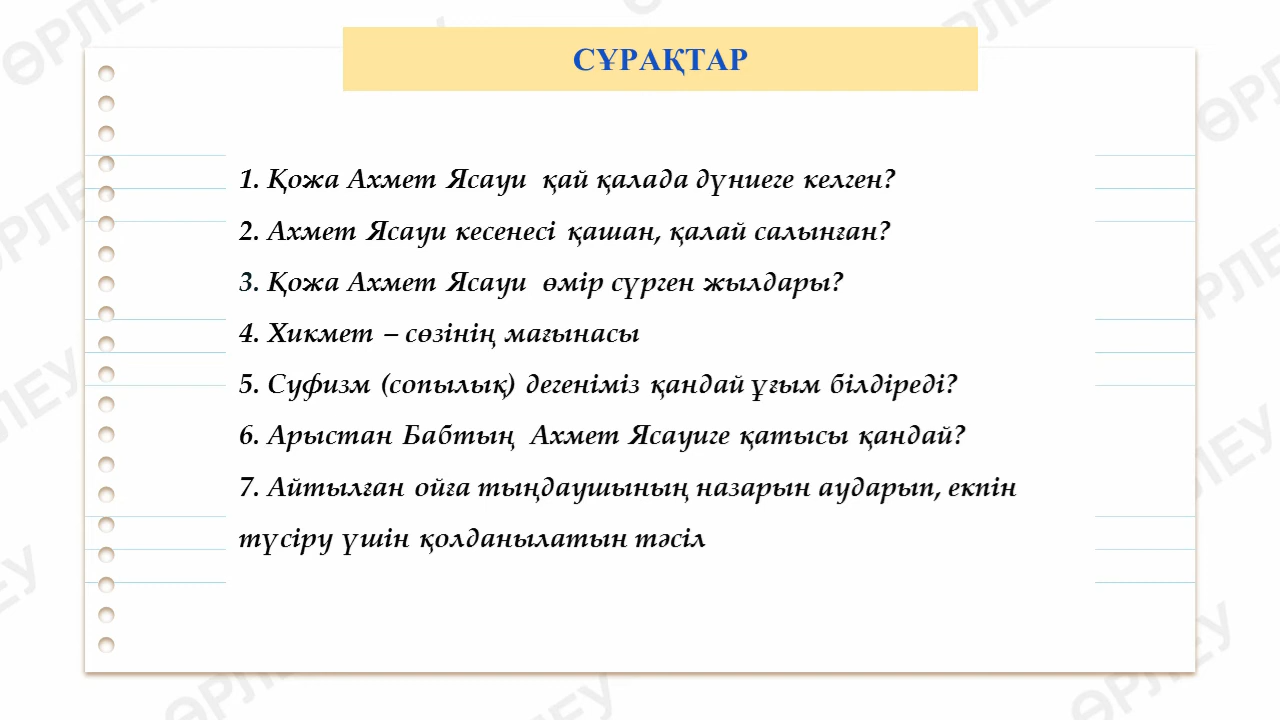 СҰРАҚТАР
1. Қожа Ахмет Ясауи қай қалада дүниеге келген?
2. Ахмет Ясауи кесенесі қашан, қалай салынған?
3. Қожа Ахмет Ясауи өмір сүрген жылдары?
4. Хикмет – сөзінің мағынасы
5. Суфизм (сопылық) дегеніміз қандай ұғым білдіреді?
6. Арыстан Бабтың Ахмет Ясауиге қатысы қандай?
7. Айтылған ойға тыңдаушының назарын аударып, екпін
түсіру үшін қолданылатын тәсіл